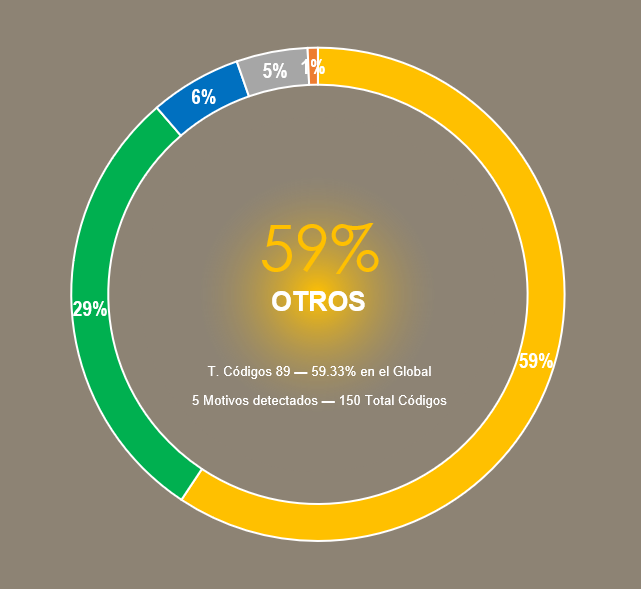 5%
1%
6%
59%
OTROS
29%
59%
T. Códigos 89 — 59.33% en el Global
5 Motivos detectados — 150 Total Códigos